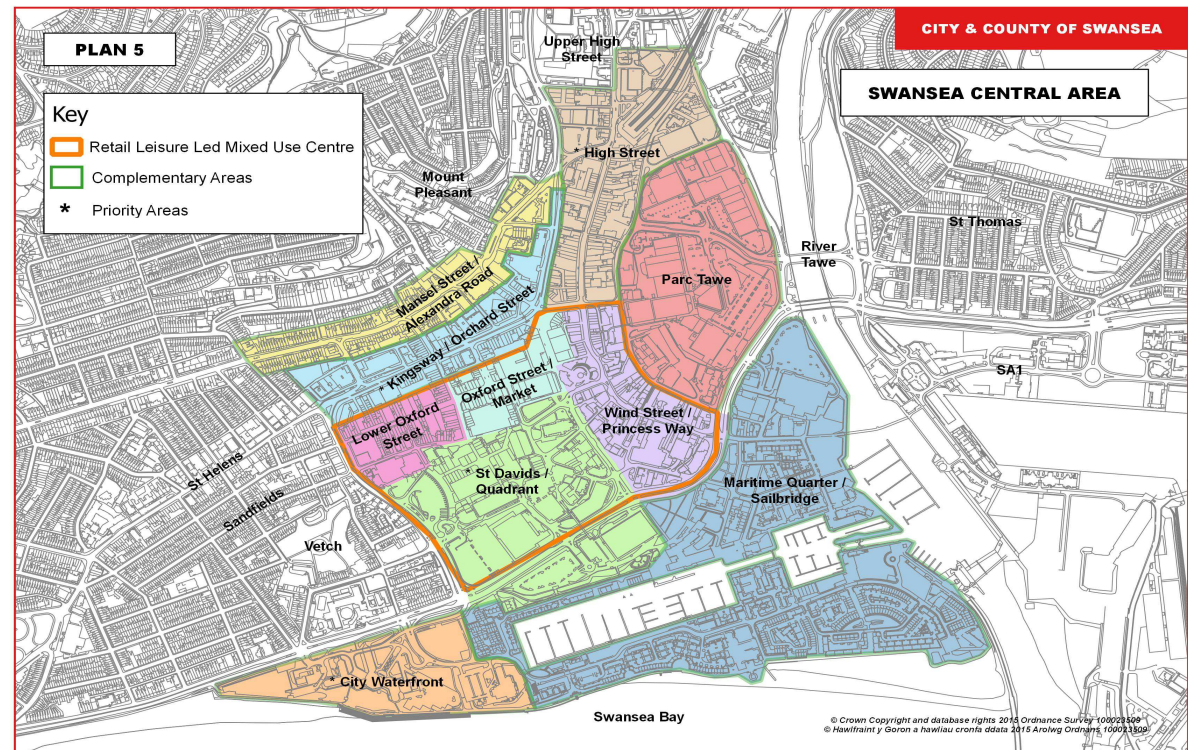 PLAN 5
CITY & COUNTY OF SWANSEA
SWANSEA CENTRAL AREA
Key
Retail Leisure Led Mixed Use Centre
Complementary Areas
* Priority Areas
Upper High
Street
* High Street
Mount
Pleasant
St Thomas
River
Tawe
Parc Tawe
Mansel Street /
Alexandra Road
* Kingsway / Orchard Street
Oxford Street /
Market
SA1
Lower Oxford
Street
Wind Street /
Princess Way
St Helens
* St Davids /
Quadrant
Maritime Quarter /
Sailbridge
Sandfields
Vetch
* City Waterfront
Swansea Bay
© Crown Copyright and database rights 2015 Ordnance Survey 100023509
© Hawlfraint y Goron a hawliau cronfa ddata 2015 Arolwg Ordnans 100023509